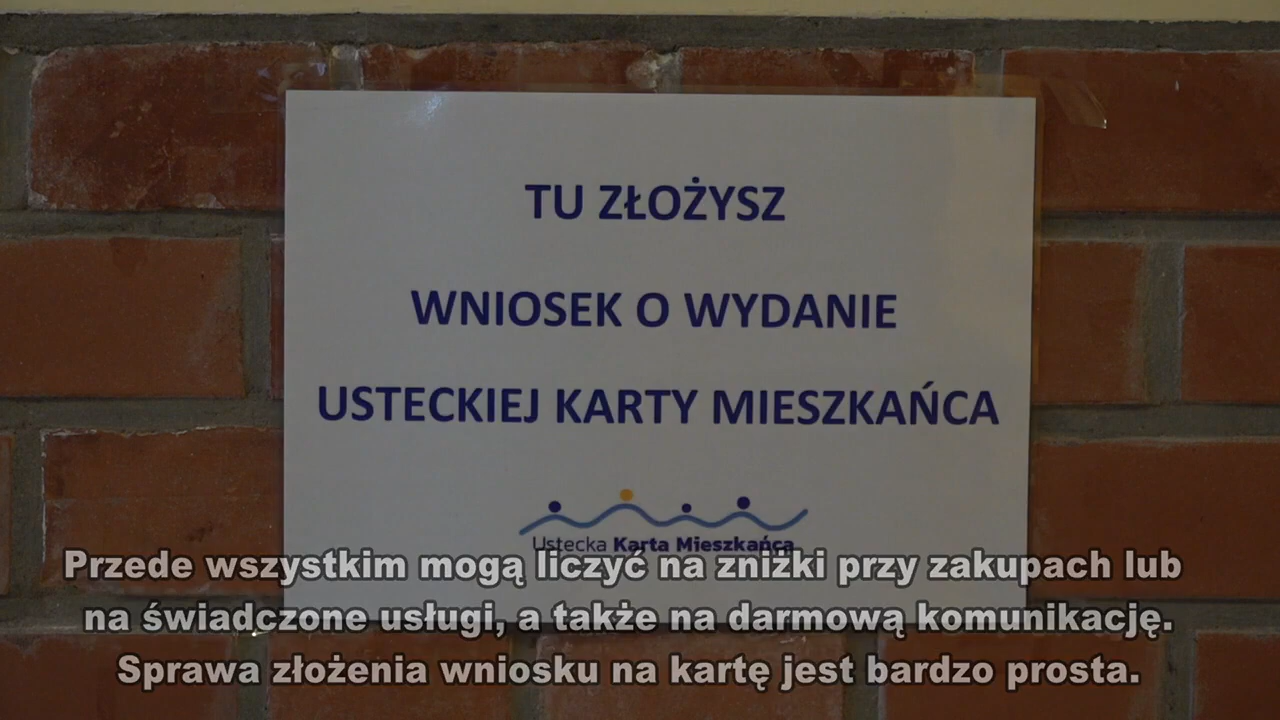 TU ZŁOŻYSZ
WNIOSEK O WYDANIE
USTECKIEJ KARTY MIESZKAŃCA
Ustecka Karta Mieszkańca
Przede wszystkim mogą liczyć na zniżki przy zakupach lub
na świadczone usługi, a także na darmową komunikację.
Sprawa złożenia wniosku na kartę jest bardzo prosta.